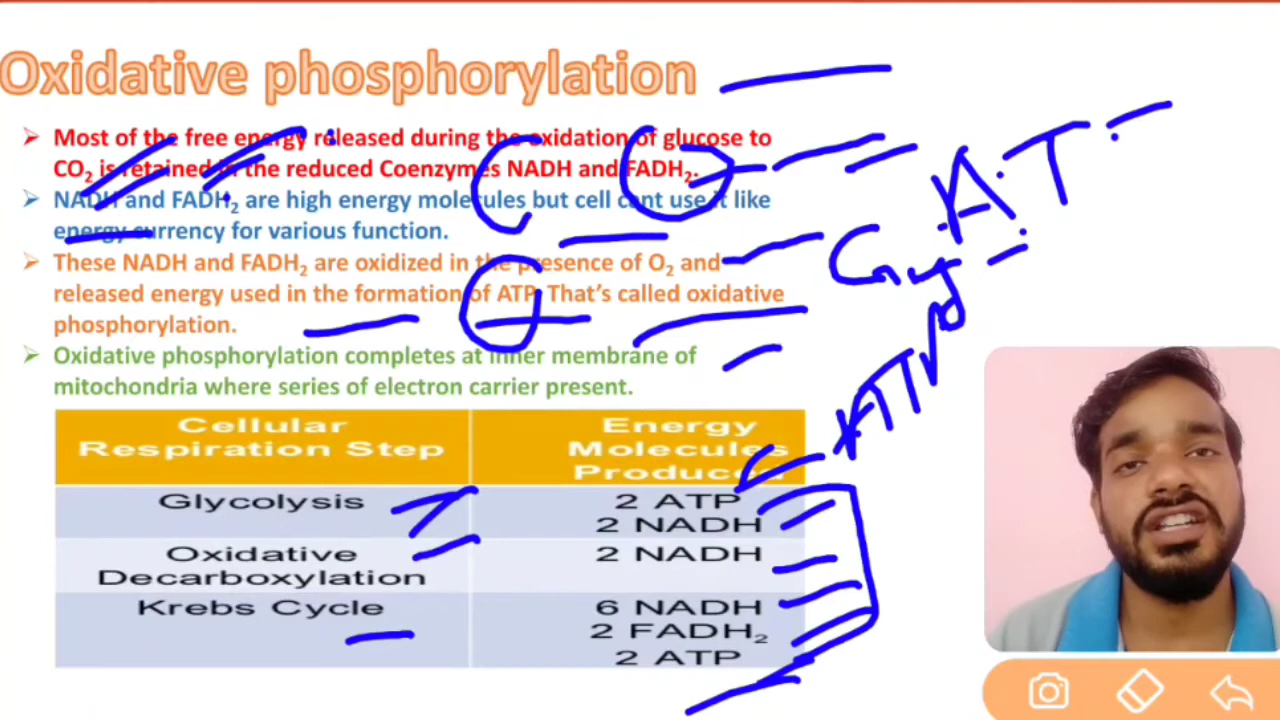 Oxidative phosphorylation
Most of the free energy released during the oxidation of glucose to
CO₂ is retained in the reduced Coenzymes NADH and FADH₂.
NADH and FADH₂ are high energy molecules but cell cant use it like
energy currency for various function.
These NADH and FADH₂ are oxidized in the presence of O₂ and
released energy used in the formation of ATP. That's called oxidative
phosphorylation.
Oxidative phosphorylation completes at inner membrane of
mitochondria where series of electron carrier present.
Cellular Respiration Step
Energy Molecules Produced
Glycolysis
2 ATP
2 NADH
Oxidative Decarboxylation
2 NADH
Krebs Cycle
6 NADH
2 FADH₂
2 ATP